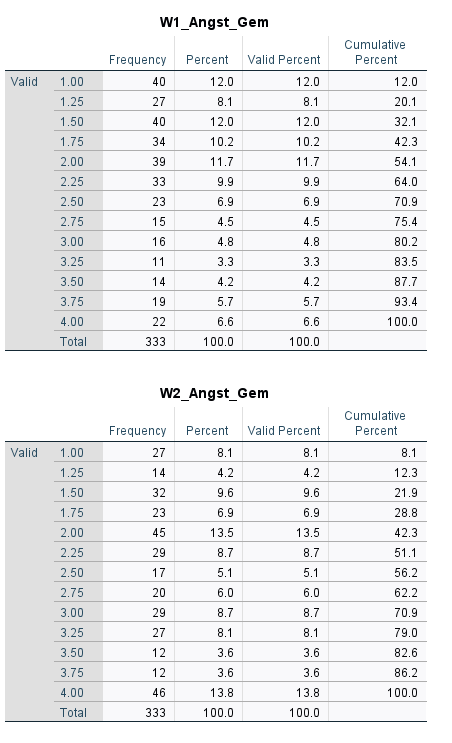 W1_Angst_Gem
Frequency Percent Valid Percent Cumulative Percent
Valid 1.00 40 12.0 12.0 12.0
1.25 27 8.1 8.1 20.1
1.50 40 12.0 12.0 32.1
1.75 34 10.2 10.2 42.3
2.00 39 11.7 11.7 54.1
2.25 33 9.9 9.9 64.0
2.50 23 6.9 6.9 70.9
2.75 15 4.5 4.5 75.4
3.00 16 4.8 4.8 80.2
3.25 11 3.3 3.3 83.5
3.50 14 4.2 4.2 87.7
3.75 19 5.7 5.7 93.4
4.00 22 6.6 6.6 100.0
Total 333 100.0 100.0
W2_Angst_Gem
Frequency Percent Valid Percent Cumulative Percent
Valid 1.00 27 8.1 8.1 8.1
1.25 14 4.2 4.2 12.3
1.50 32 9.6 9.6 21.9
1.75 23 6.9 6.9 28.8
2.00 45 13.5 13.5 42.3
2.25 29 8.7 8.7 51.1
2.50 17 5.1 5.1 56.2
2.75 20 6.0 6.0 62.2
3.00 29 8.7 8.7 70.9
3.25 27 8.1 8.1 79.0
3.50 12 3.6 3.6 82.6
3.75 12 3.6 3.6 86.2
4.00 46 13.8 13.8 100.0
Total 333 100.0 100.0